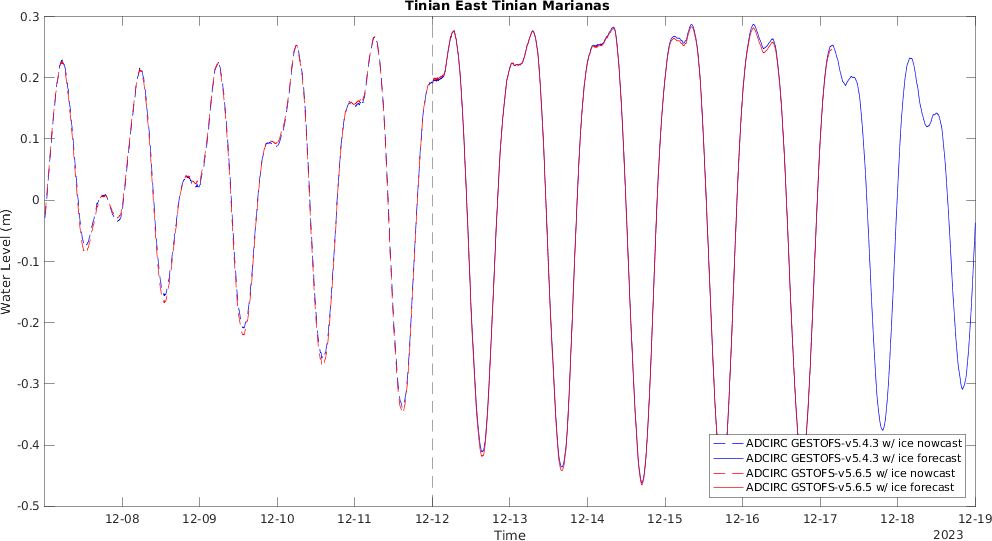 Tinian East Tinian Marianas
0.3
0.2
0.1
0
-0.1
-0.2
-0.3
-0.4
-0.5
Water Level (m)
ADCIRC GESTOFS-v5.4.3 w/ ice nowcast
ADCIRC GESTOFS-v5.4.3 w/ ice forecast
ADCIRC GSTOFS-v5.6.5 w/ ice nowcast
ADCIRC GSTOFS-v5.6.5 w/ ice forecast
12-08 12-09 12-10 12-11 12-12 12-13 12-14 12-15 12-16 12-17 12-18 12-19
Time
2023